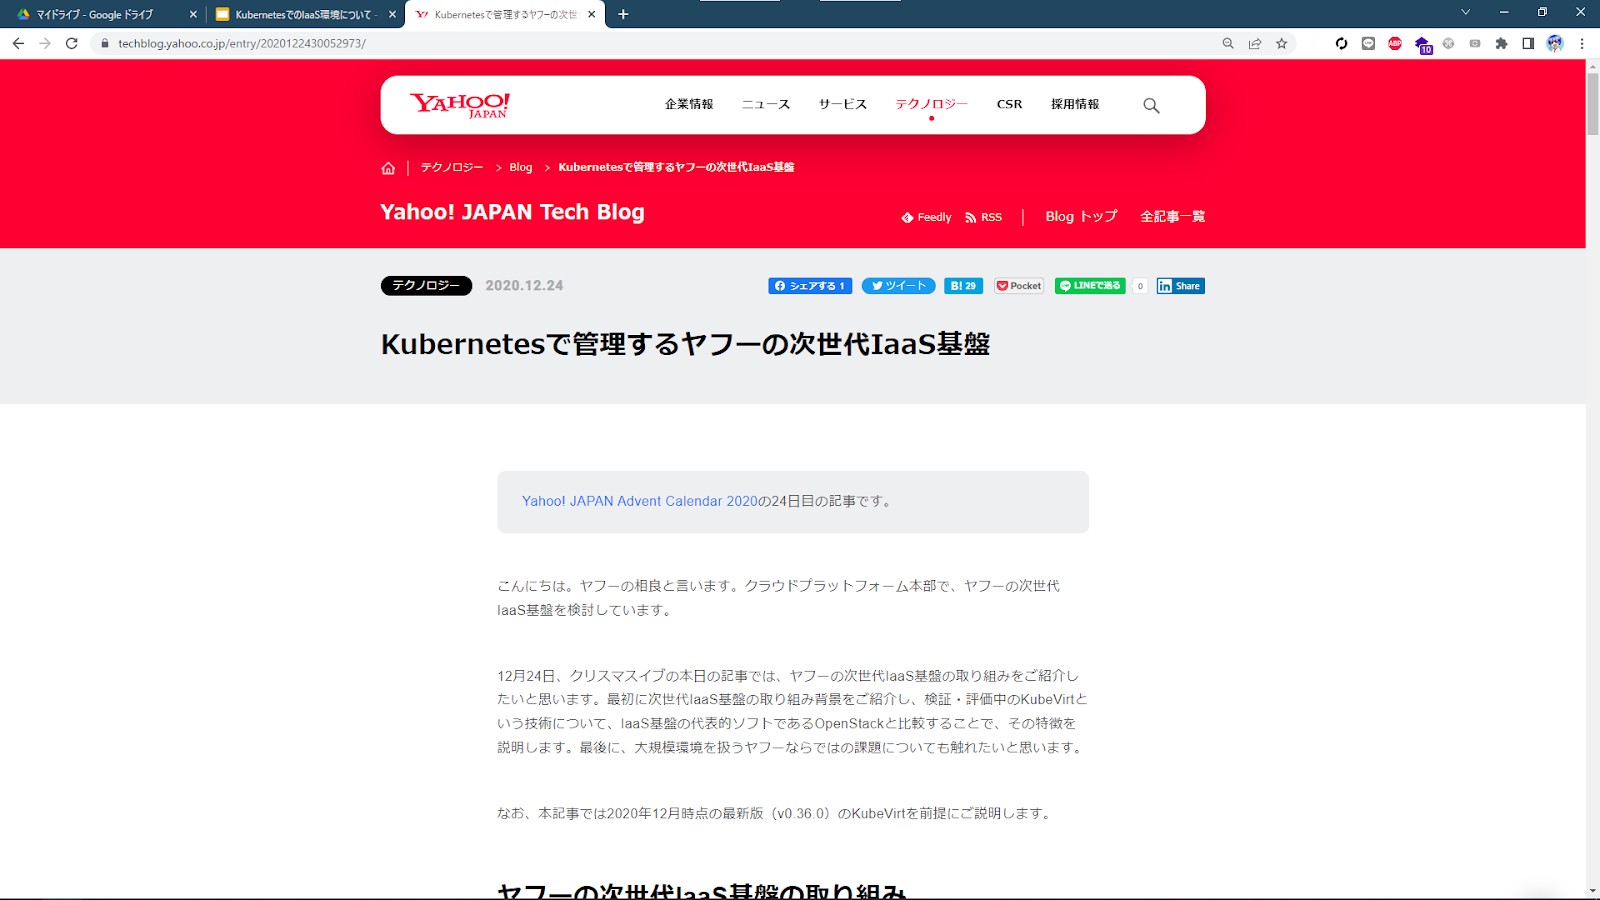 マイドライブ - Google ドライブ
KubernetesでのIaaS環境について -
Kubernetesで管理するヤフーの次世代
techblog.yahoo.co.jp/entry/2020122430052973/
ABP
10
YAHOO!
JAPAN
企業情報 ニュース サービス テクノロジー CSR 採用情報
テクノロジー > Blog > Kubernetesで管理するヤフーの次世代IaaS基盤
Yahoo! JAPAN Tech Blog
Feedly RSS | Blog トップ 全記事一覧
テクノロジー 2020.12.24
シェアする 1 ツイート B! 29 Pocket LINEで送る 0 in Share
Kubernetesで管理するヤフーの次世代IaaS基盤
Yahoo! JAPAN Advent Calendar 2020の24日目の記事です。
こんにちは。ヤフーの相良と言います。クラウドプラットフォーム本部で、ヤフーの次世代
IaaS基盤を検討しています。
12月24日、クリスマスイブの本日の記事では、ヤフーの次世代IaaS基盤の取り組みをご紹介し
たいと思います。最初に次世代IaaS基盤の取り組み背景をご紹介し、検証・評価中のKubeVirtと
いう技術について、IaaS基盤の代表的ソフトであるOpenStackと比較することで、その特徴を
説明します。最後に、大規模環境を扱うヤフーならではの課題についても触れたいと思います。
なお、本記事では2020年12月時点の最新版（v0.36.0）のKubeVirtを前提にご説明します。
ヤフーの次世代IaaS基盤の取り組み